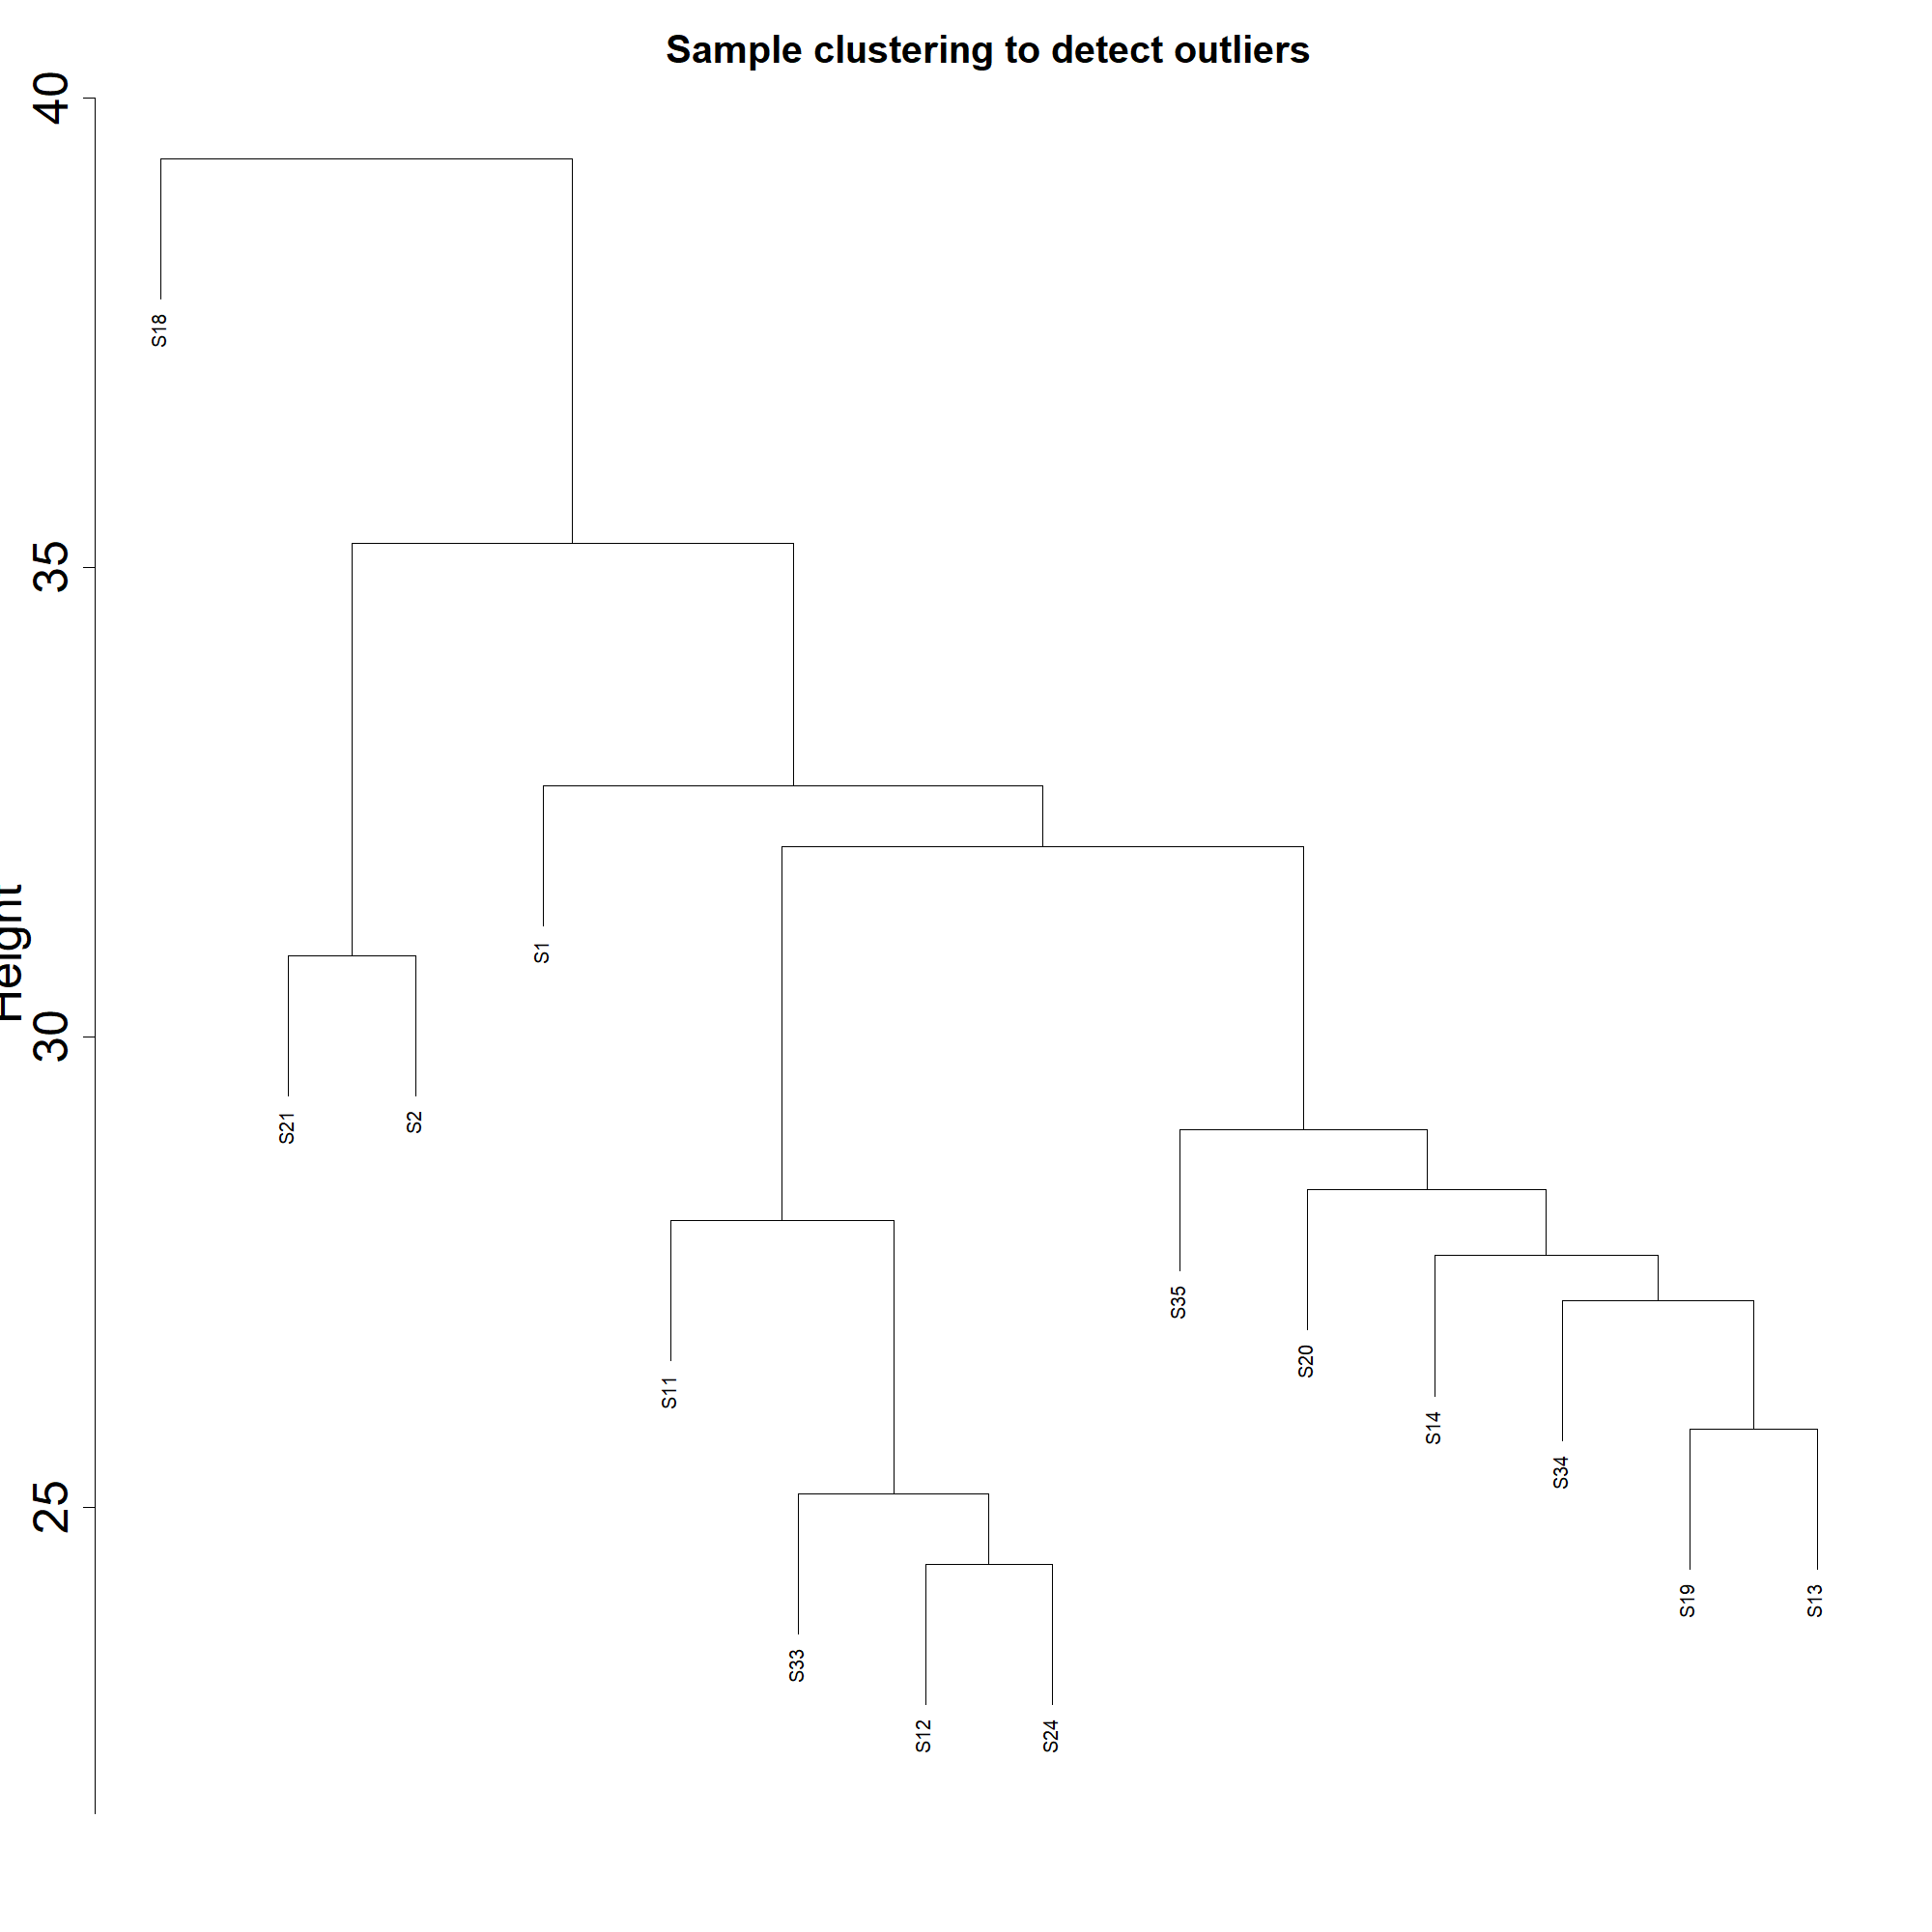 Sample clustering to detect outliers
40
35
30
25
Height
S18
S21
S2
S1
S11
S33
S12
S24
S35
S20
S14
S34
S19
S13